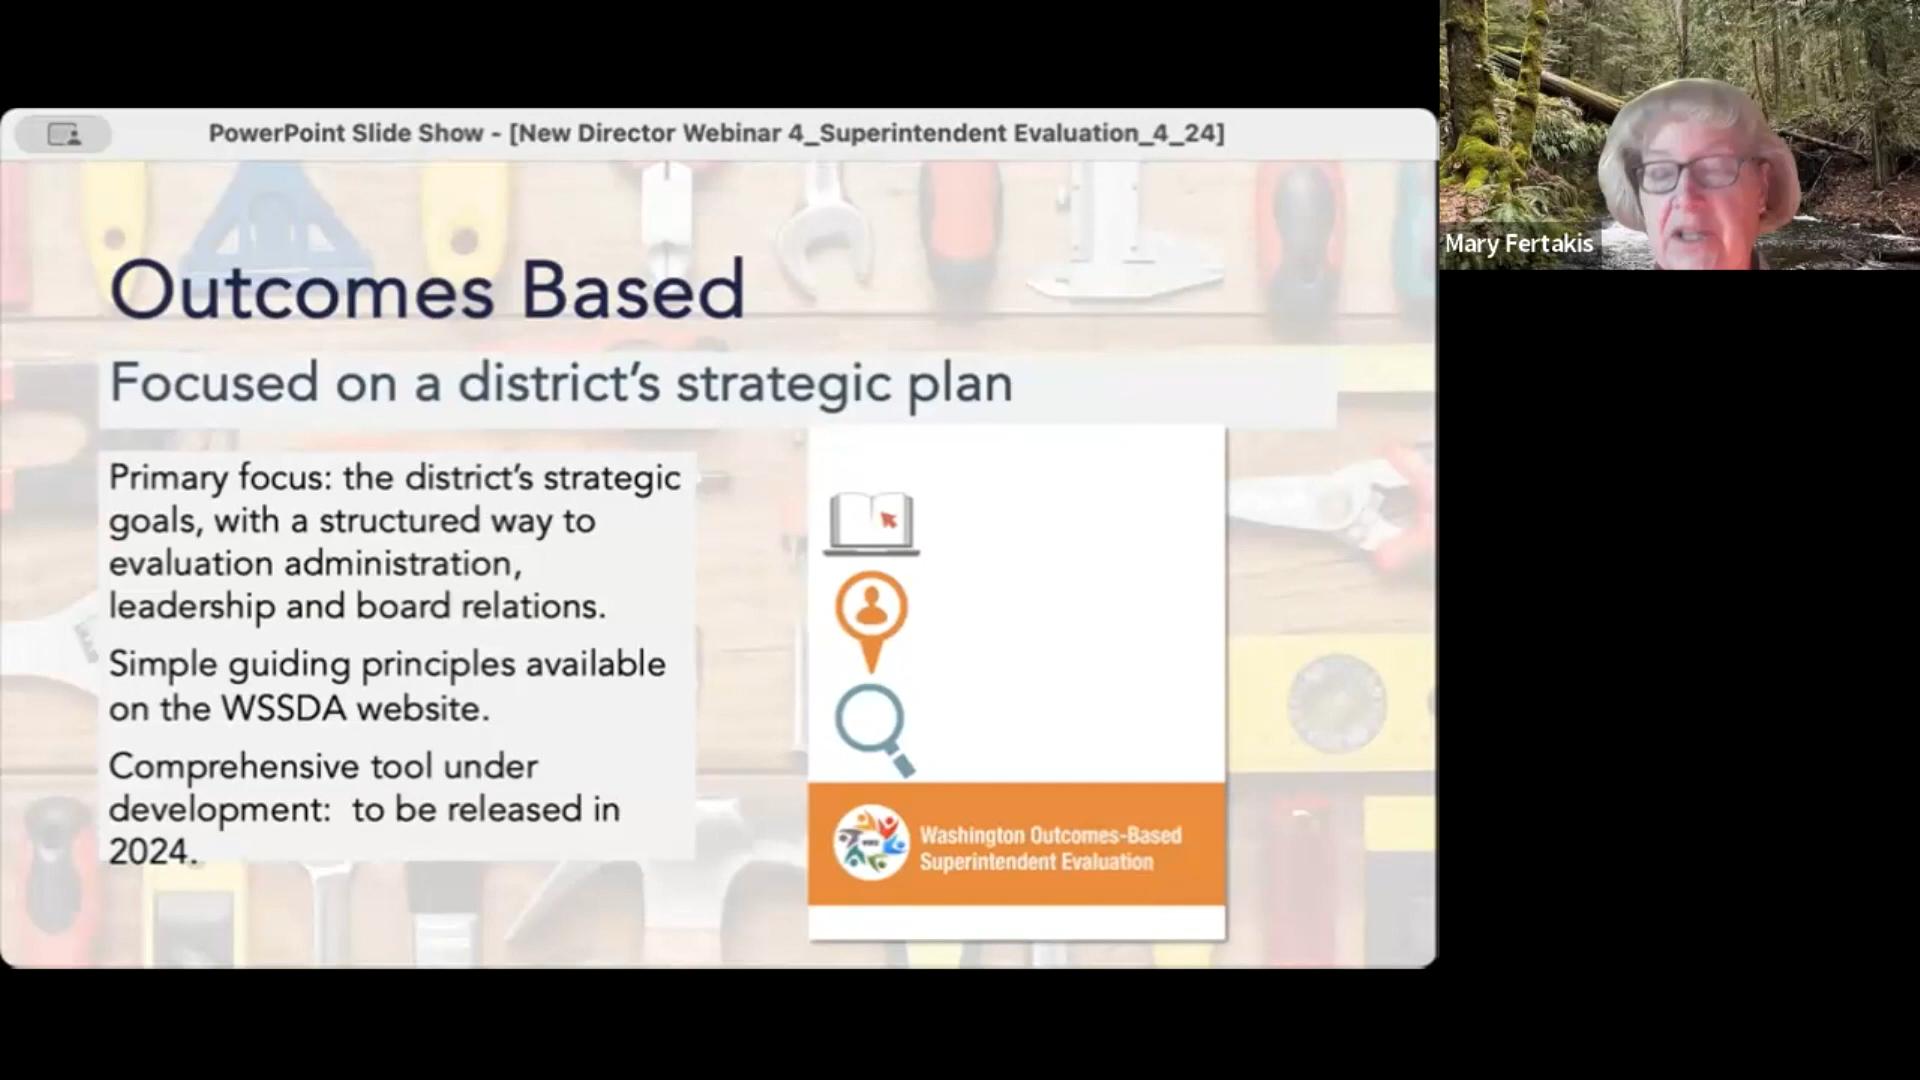 PowerPoint Slide Show - [New Director Webinar 4_Superintendent Evaluation_4_24]
Mary Fertakis
Outcomes Based
Focused on a district's strategic plan
Primary focus: the district's strategic
goals, with a structured way to
evaluation administration,
leadership and board relations.
Simple guiding principles available
on the WSSDA website.
Comprehensive tool under
development:  to be released in
2024.
Washington Outcomes-Based
Superintendent Evaluation